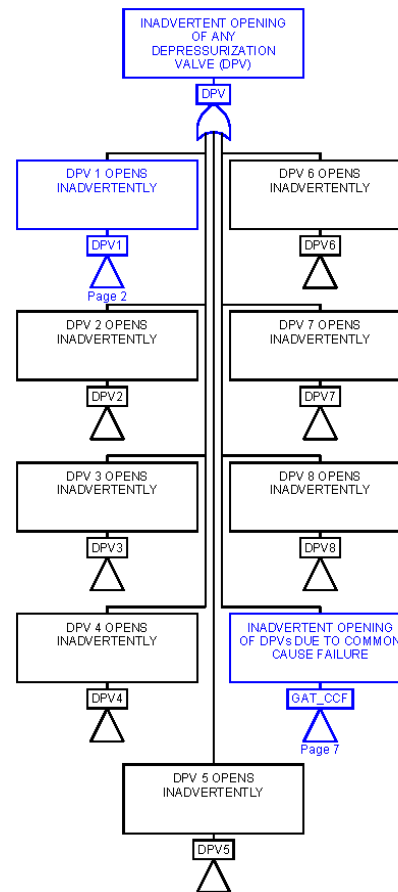 INADVERTENT OPENING
OF ANY
DEPRESSURIZATION
VALVE (DPV)
DPV
DPV 1 OPENS
INADVERTENTLY
DPV1
Page 2
DPV 6 OPENS
INADVERTENTLY
DPV6
DPV 2 OPENS
INADVERTENTLY
DPV2
DPV 7 OPENS
INADVERTENTLY
DPV7
DPV 3 OPENS
INADVERTENTLY
DPV3
DPV 8 OPENS
INADVERTENTLY
DPV8
DPV 4 OPENS
INADVERTENTLY
DPV4
INADVERTENT OPENING
OF DPVs DUE TO COMMON
CAUSE FAILURE
GAT_CCF
Page 7
DPV 5 OPENS
INADVERTENTLY
DPV5